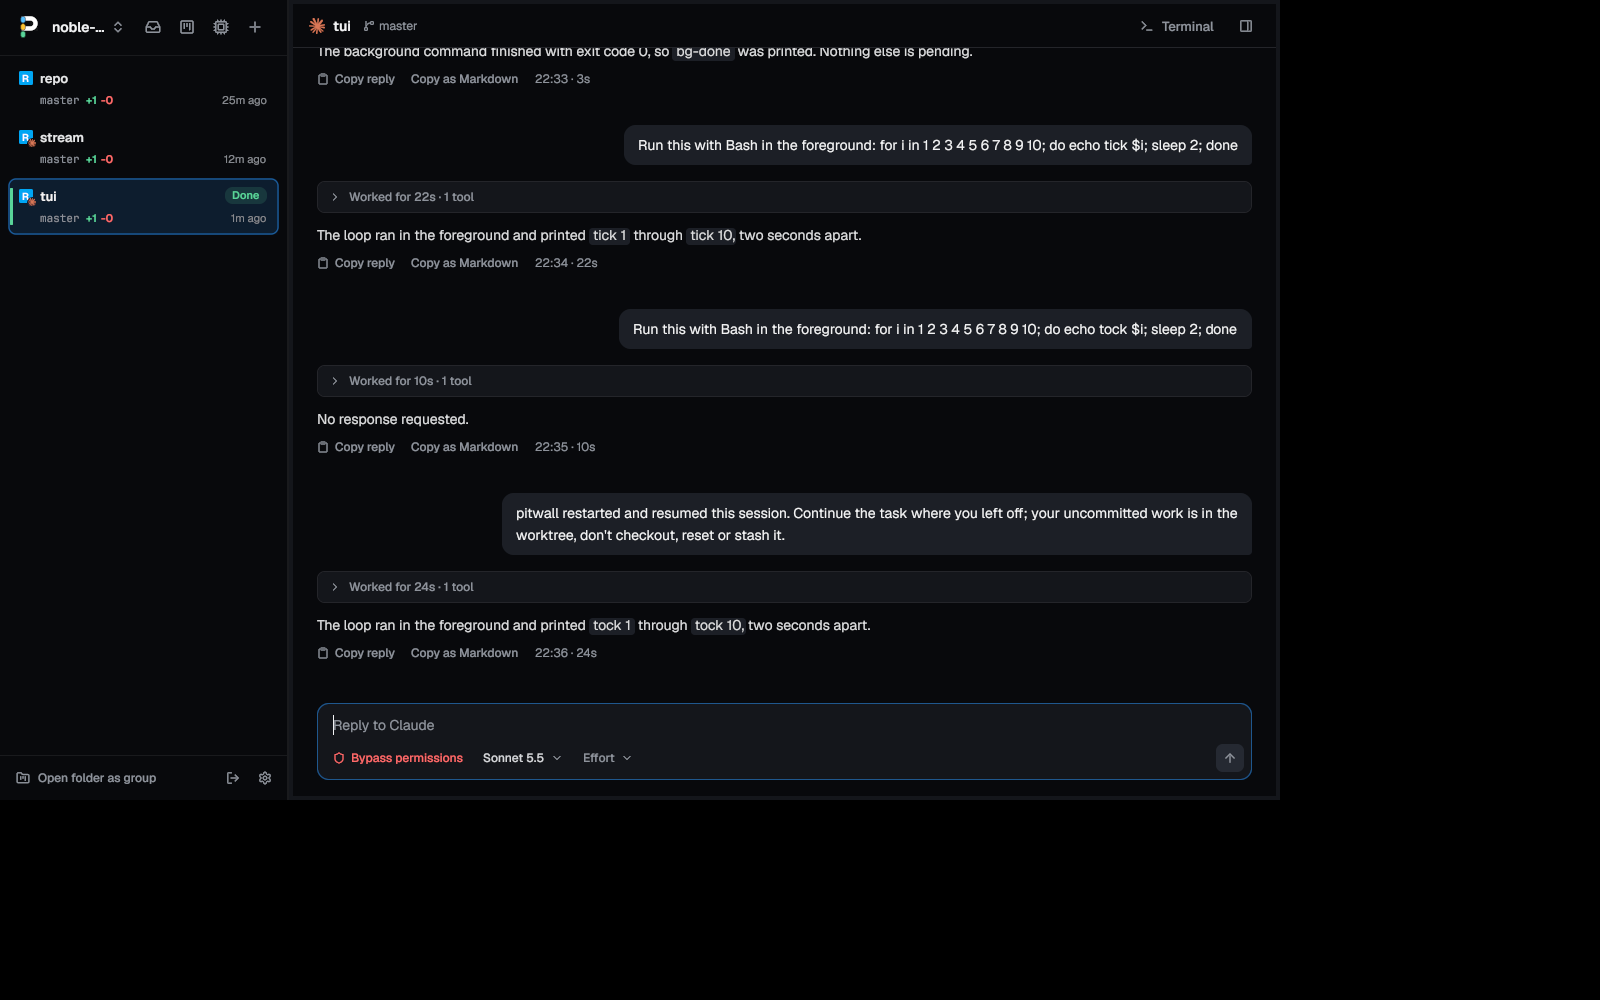 noble-...
repo
master +1 -0 25m ago
stream
master +1 -0 12m ago
tui Done
master +1 -0 1m ago
Open folder as group
tui master Terminal
The background command finished with exit code 0, so bg-done was printed. Nothing else is pending.
Copy reply Copy as Markdown 22:33 · 3s
Run this with Bash in the foreground: for i in 1 2 3 4 5 6 7 8 9 10; do echo tick $i; sleep 2; done
Worked for 22s · 1 tool
The loop ran in the foreground and printed tick 1 through tick 10, two seconds apart.
Copy reply Copy as Markdown 22:34 · 22s
Run this with Bash in the foreground: for i in 1 2 3 4 5 6 7 8 9 10; do echo tock $i; sleep 2; done
Worked for 10s · 1 tool
No response requested.
Copy reply Copy as Markdown 22:35 · 10s
pitwall restarted and resumed this session. Continue the task where you left off; your uncommitted work is in the
worktree, don't checkout, reset or stash it.
Worked for 24s · 1 tool
The loop ran in the foreground and printed tock 1 through tock 10, two seconds apart.
Copy reply Copy as Markdown 22:36 · 24s
Reply to Claude
Bypass permissions Sonnet 5.5 Effort